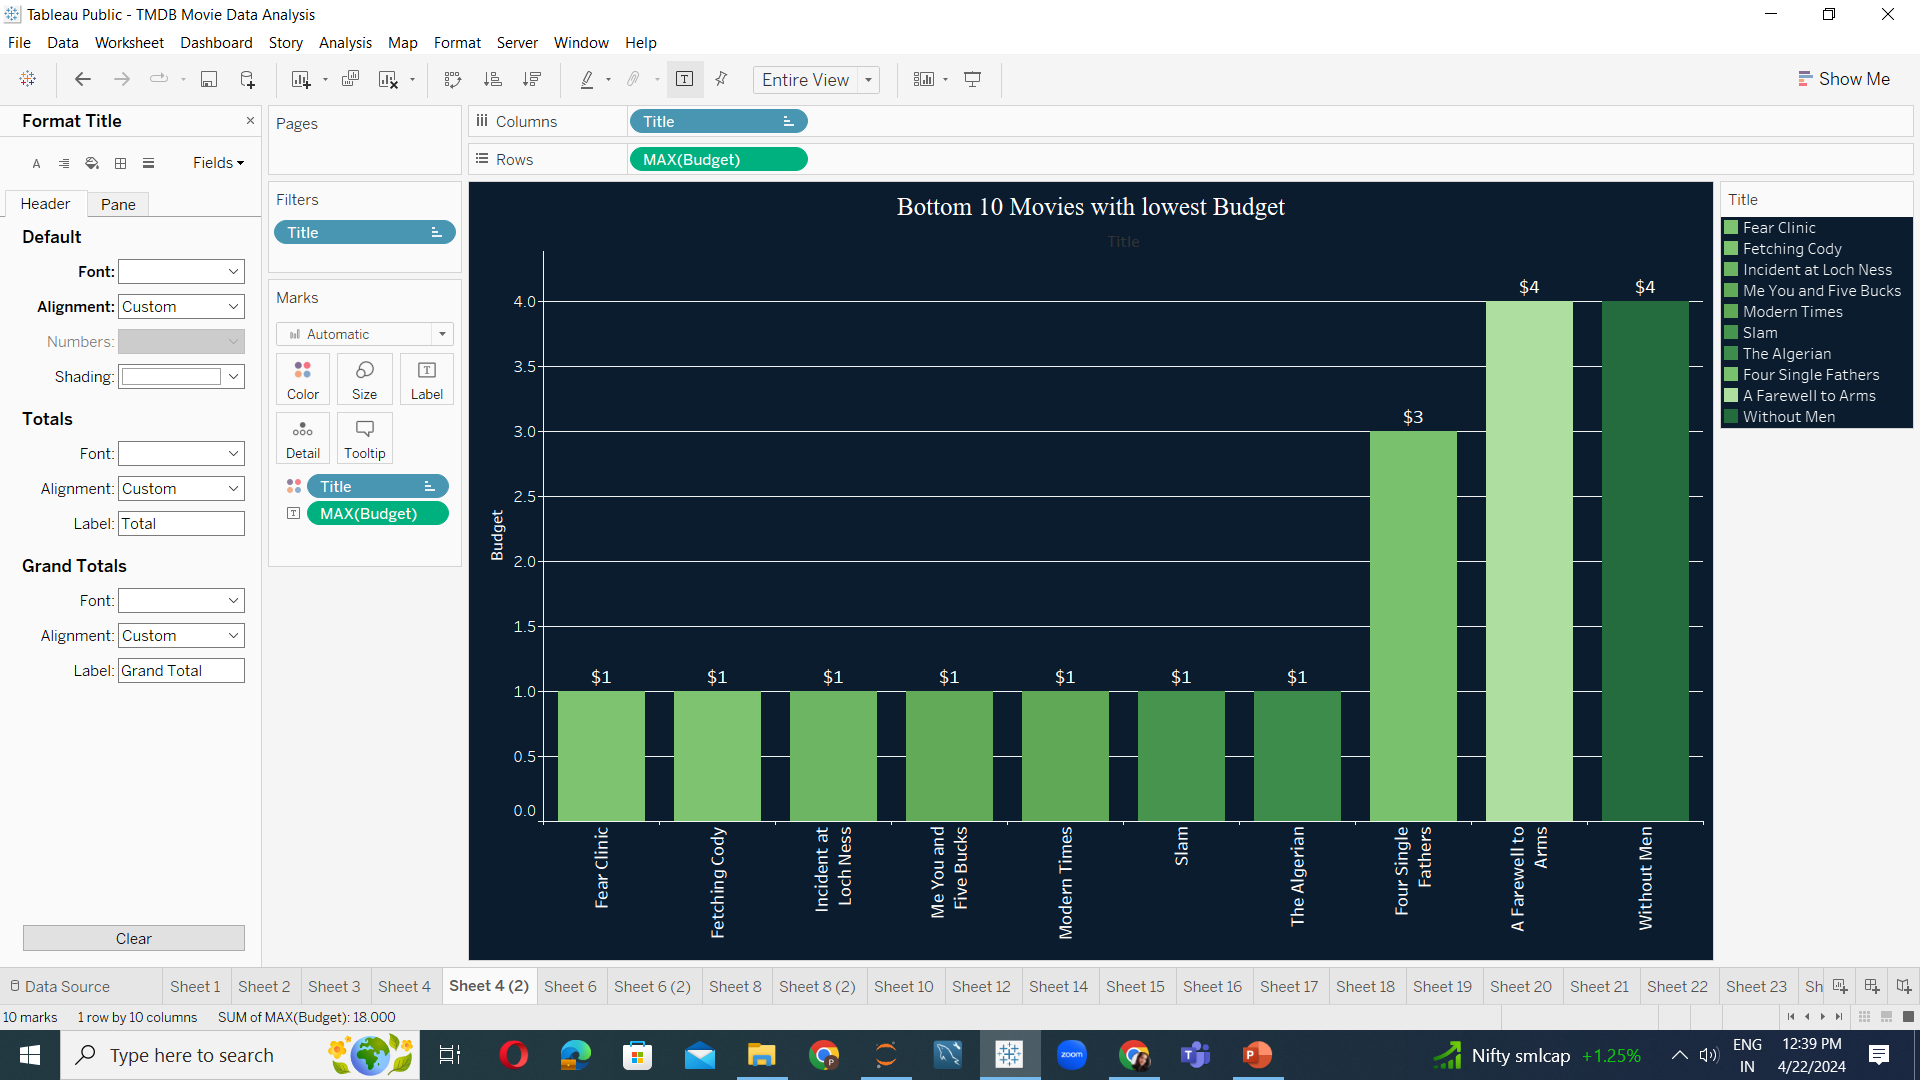 Tableau Public - TMDB Movie Data Analysis
File Data Worksheet Dashboard Story Analysis Map Format Server Window Help
Entire View
Show Me
Format Title
Fields
Header Pane
Default
Font:
Alignment: Custom
Numbers:
Shading:
Totals
Font:
Alignment: Custom
Label: Total
Grand Totals
Font:
Alignment: Custom
Label: Grand Total
Clear
Pages
Filters
Title
Marks
Automatic
Color Size Label
Detail Tooltip
Title
MAX(Budget)
Columns Title
Rows MAX(Budget)
Bottom 10 Movies with lowest Budget
Title
Budget
4.0
3.5
3.0
2.5
2.0
1.5
1.0
0.5
0.0
$1 $1 $1 $1 $1 $1 $1 $3 $4 $4
Fear Clinic
Fetching Cody
Incident at
Loch Ness
Me You and
Five Bucks
Modern Times
Slam
The Algerian
Four Single
Fathers
A Farewell to
Arms
Without Men
Title
Fear Clinic
Fetching Cody
Incident at Loch Ness
Me You and Five Bucks
Modern Times
Slam
The Algerian
Four Single Fathers
A Farewell to Arms
Without Men
Data Source Sheet 1 Sheet 2 Sheet 3 Sheet 4 Sheet 4 (2) Sheet 6 Sheet 6 (2) Sheet 8 Sheet 8 (2) Sheet 10 Sheet 12 Sheet 14 Sheet 15 Sheet 16 Sheet 17 Sheet 18 Sheet 19 Sheet 20 Sheet 21 Sheet 22 Sheet 23 Sh
10 marks 1 row by 10 columns SUM of MAX(Budget): 18.000
Type here to search
zoom
Nifty smlcap +1.25%
ENG
IN
12:39 PM
4/22/2024